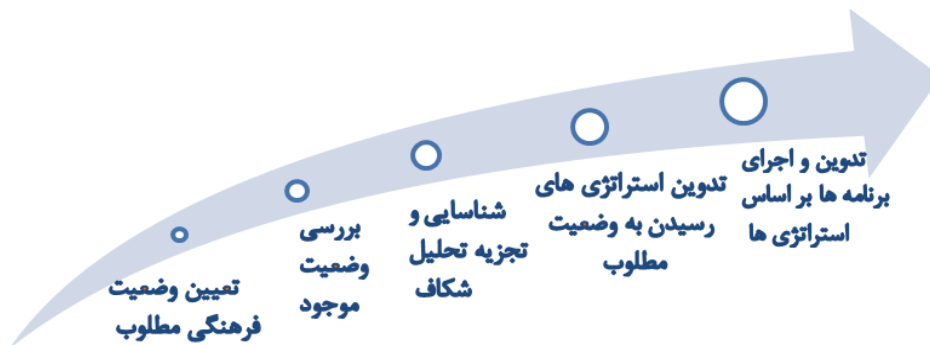 تعیین وضعیت
فرهنگی مطلوب
بررسی
وضعیت
موجود
شناسایی و
تجزیه تحلیل
شکاف
تدوین استراتژی های
رسیدن به وضعیت
مطلوب
تدوین و اجرای
برنامه ها بر اساس
استراتژی ها